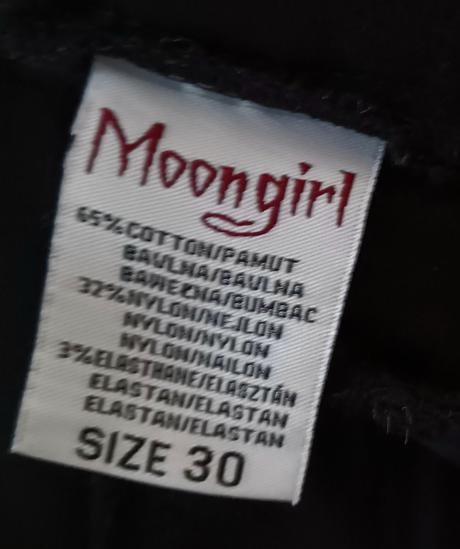 Moongirl
65%COTTON/PAMUT
BAVLNA/BAVLNA
BAWEŁNA/BUMBAC
32%NYLON/NEJLON
NYLON/NYLON
NYLON/NAILON
3%ELASTHANE/ELASZTÁN
ELASTAN/ELASTAN
ELASTAN/ELASTAN
SIZE 30